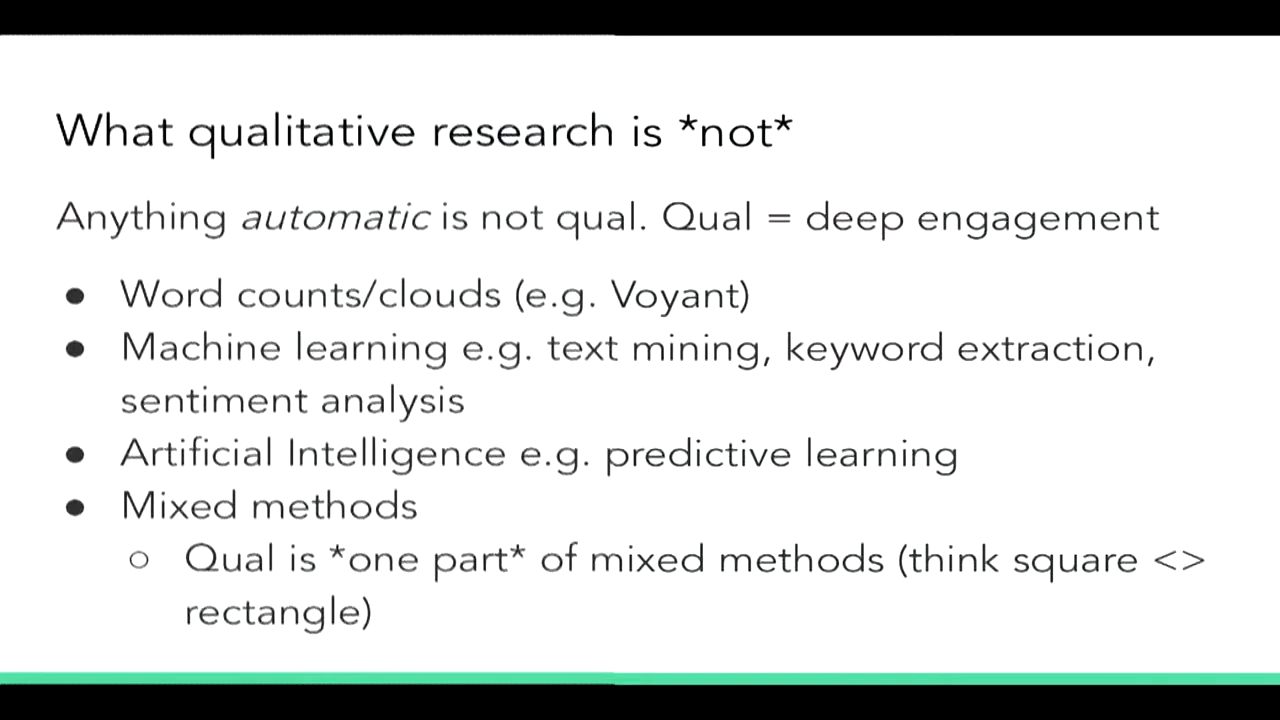 What qualitative research is *not*
Anything automatic is not qual. Qual = deep engagement
● Word counts/clouds (e.g. Voyant)
● Machine learning e.g. text mining, keyword extraction,
sentiment analysis
● Artificial Intelligence e.g. predictive learning
● Mixed methods
○ Qual is *one part* of mixed methods (think square <>
rectangle)